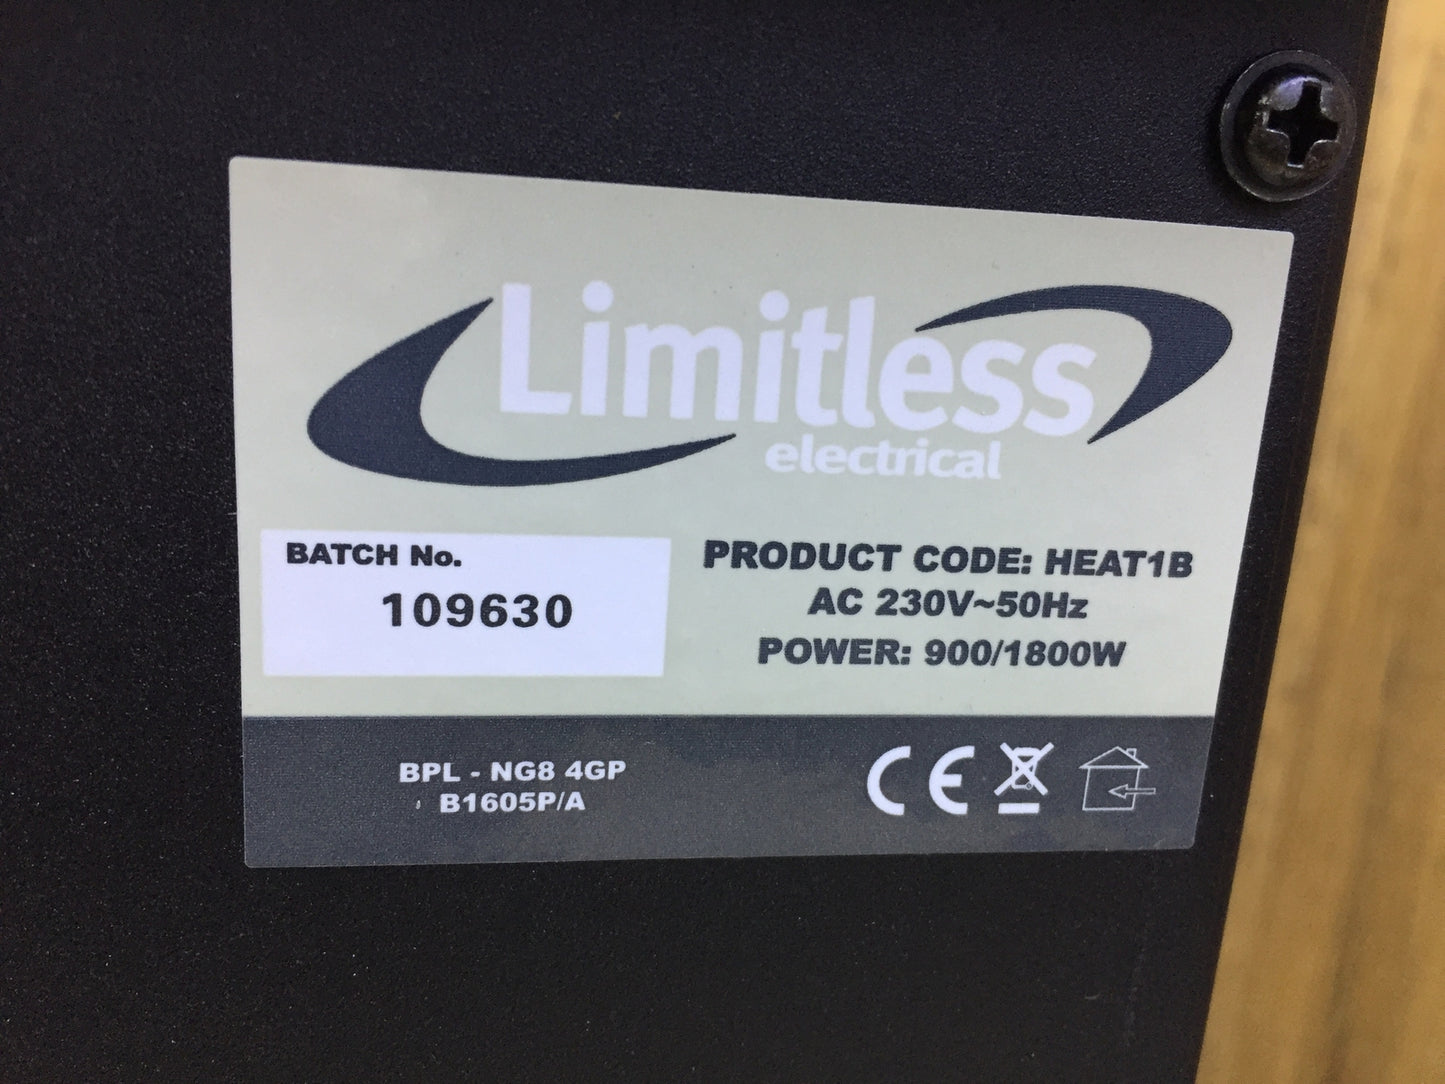 Limitless
electrical
BATCH No.
109630
PRODUCT CODE: HEAT1B
AC 230V~50Hz
POWER: 900/1800W
BPL - NG8 4GP
B1605P/A
CE